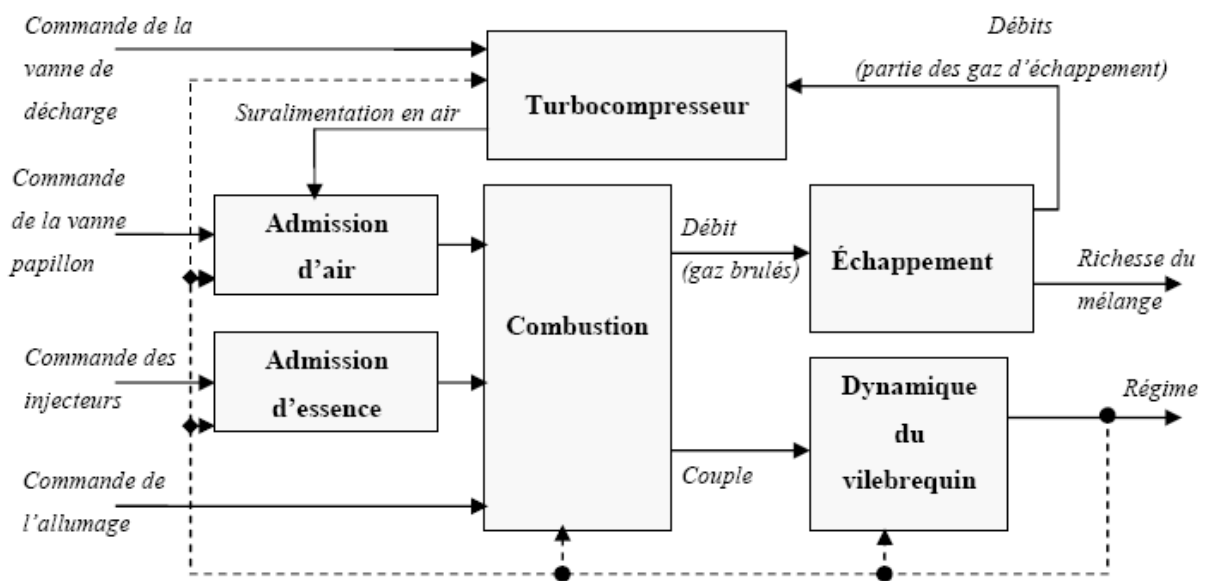 Commande de la
vanne de
décharge
Débits
(partie des gaz d'échappement)
Turbocompresseur
Suralimentation en air
Commande
de la vanne
papillon
Admission
d'air
Débit
(gaz brulés)
Échappement
Richesse du
mélange
Combustion
Commande des
injecteurs
Admission
d'essence
Dynamique
du
vilebrequin
Régime
Couple
Commande de
l'allumage